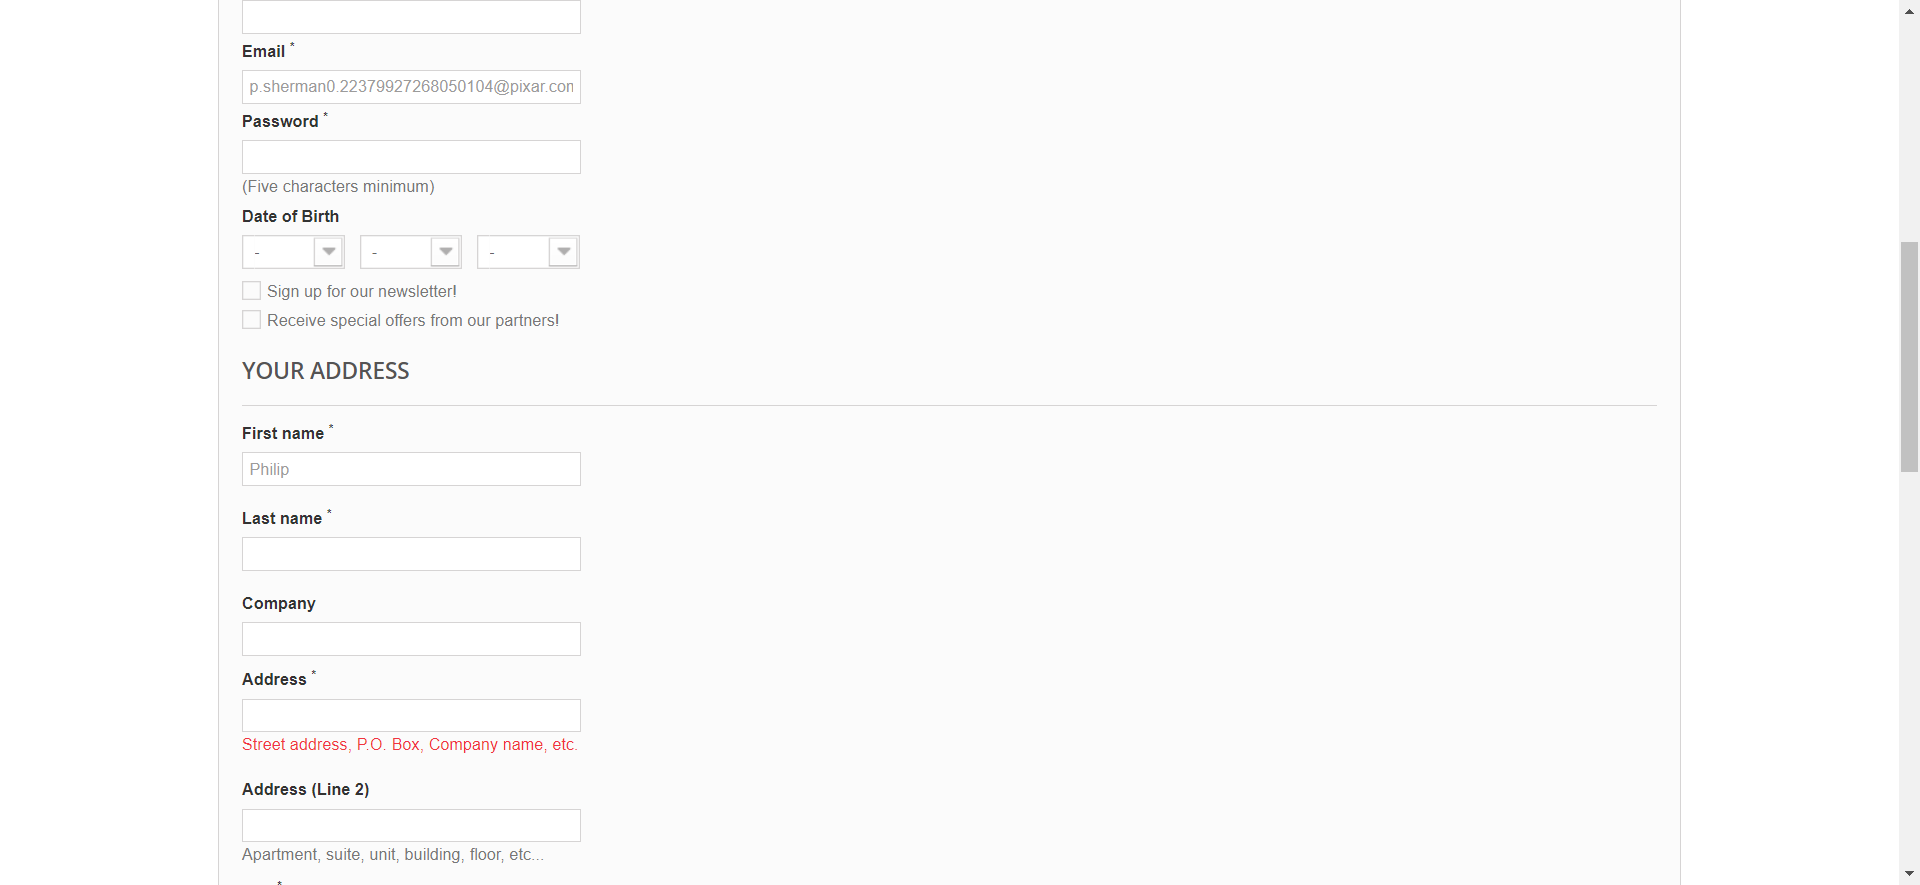 Email *
p.sherman0.22379927268050104@pixar.con
Password *
(Five characters minimum)
Date of Birth
- - -
Sign up for our newsletter!
Receive special offers from our partners!
YOUR ADDRESS
First name *
Philip
Last name *
Company
Address *
Street address, P.O. Box, Company name, etc.
Address (Line 2)
Apartment, suite, unit, building, floor, etc...
*